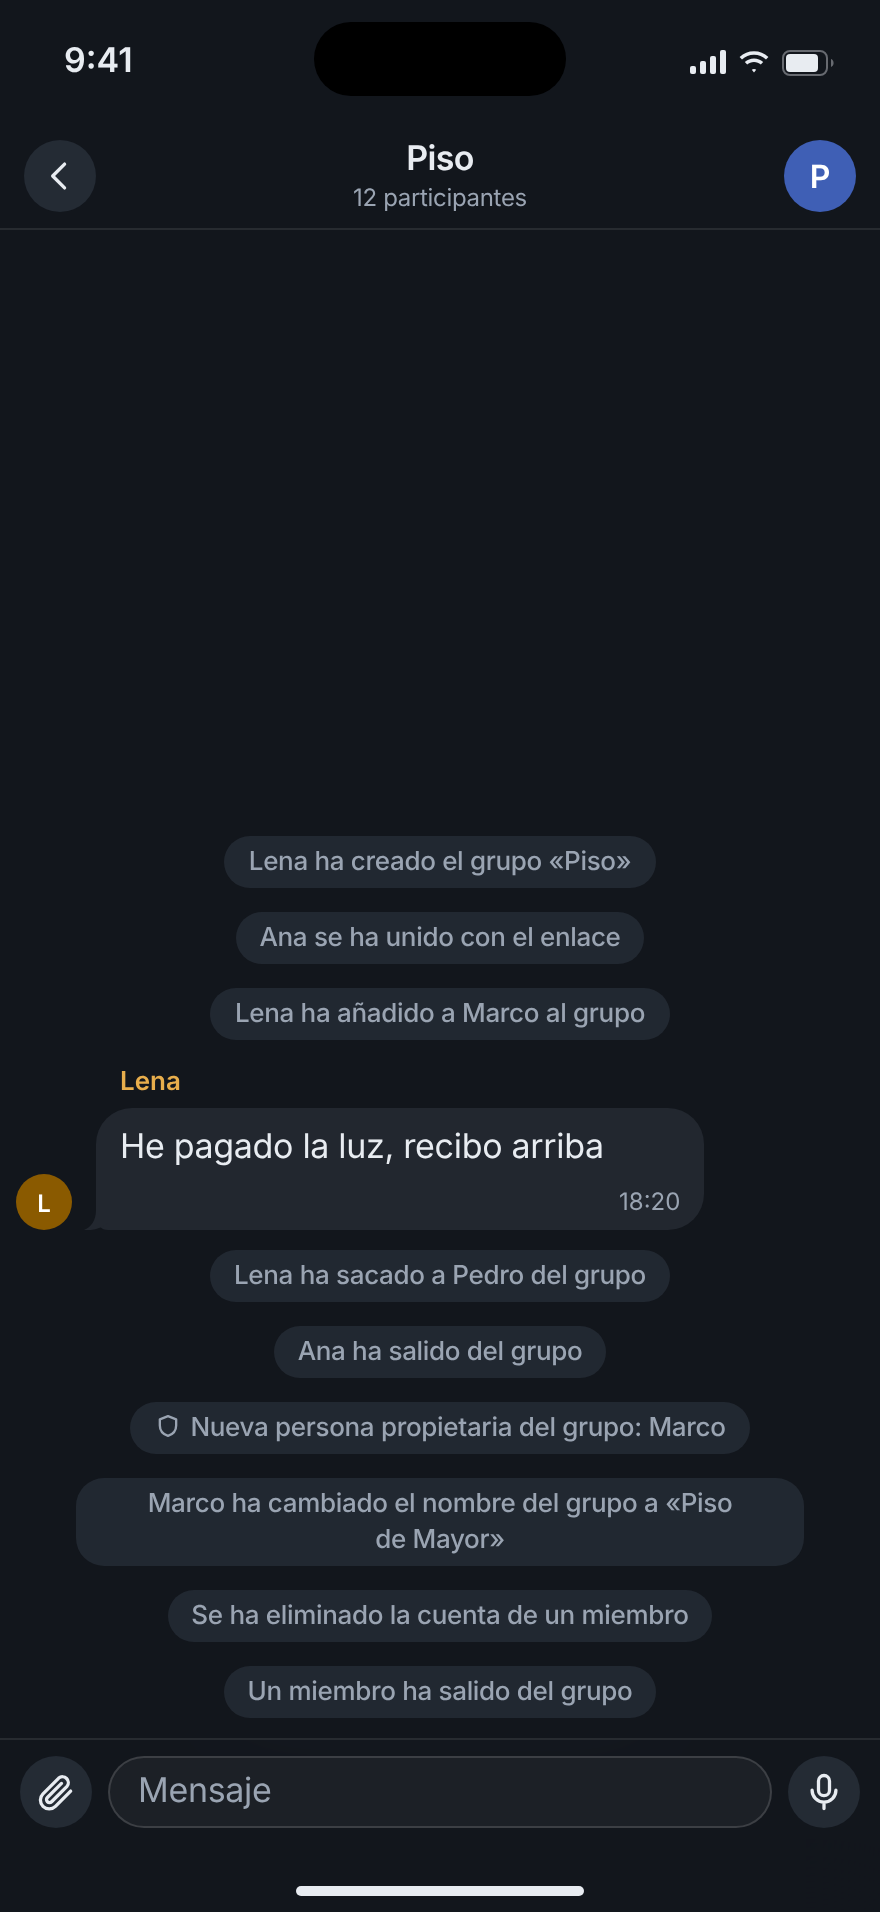 9:41
Piso
12 participantes
P
Lena ha creado el grupo «Piso»
Ana se ha unido con el enlace
Lena ha añadido a Marco al grupo
Lena
He pagado la luz, recibo arriba
18:20
L
Lena ha sacado a Pedro del grupo
Ana ha salido del grupo
Nueva persona propietaria del grupo: Marco
Marco ha cambiado el nombre del grupo a «Piso
de Mayor»
Se ha eliminado la cuenta de un miembro
Un miembro ha salido del grupo
Mensaje